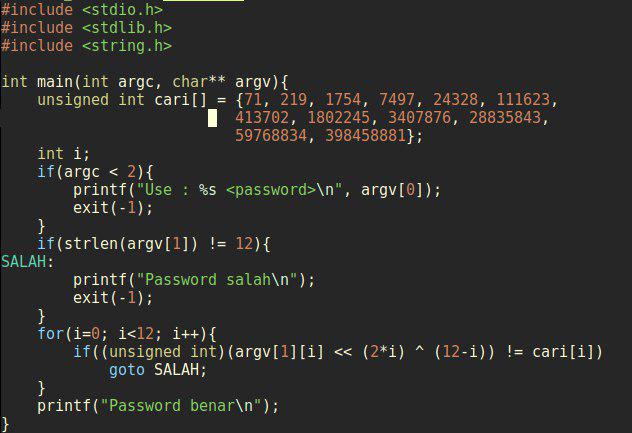 #include <stdio.h>
#include <stdlib.h>
#include <string.h>
int main(int argc, char** argv){
unsigned int cari[] = {71, 219, 1754, 7497, 24328, 111623,
413702, 1802245, 3407876, 28835843,
59768834, 398458881};
int i;
if(argc < 2){
printf("Use : %s <password>\n", argv[0]);
exit(-1);
}
if(strlen(argv[1]) != 12){
SALAH:
printf("Password salah\n");
exit(-1);
}
for(i=0; i<12; i++){
if((unsigned int)(argv[1][i] << (2*i) ^ (12-i)) != cari[i])
goto SALAH;
}
printf("Password benar\n");
}